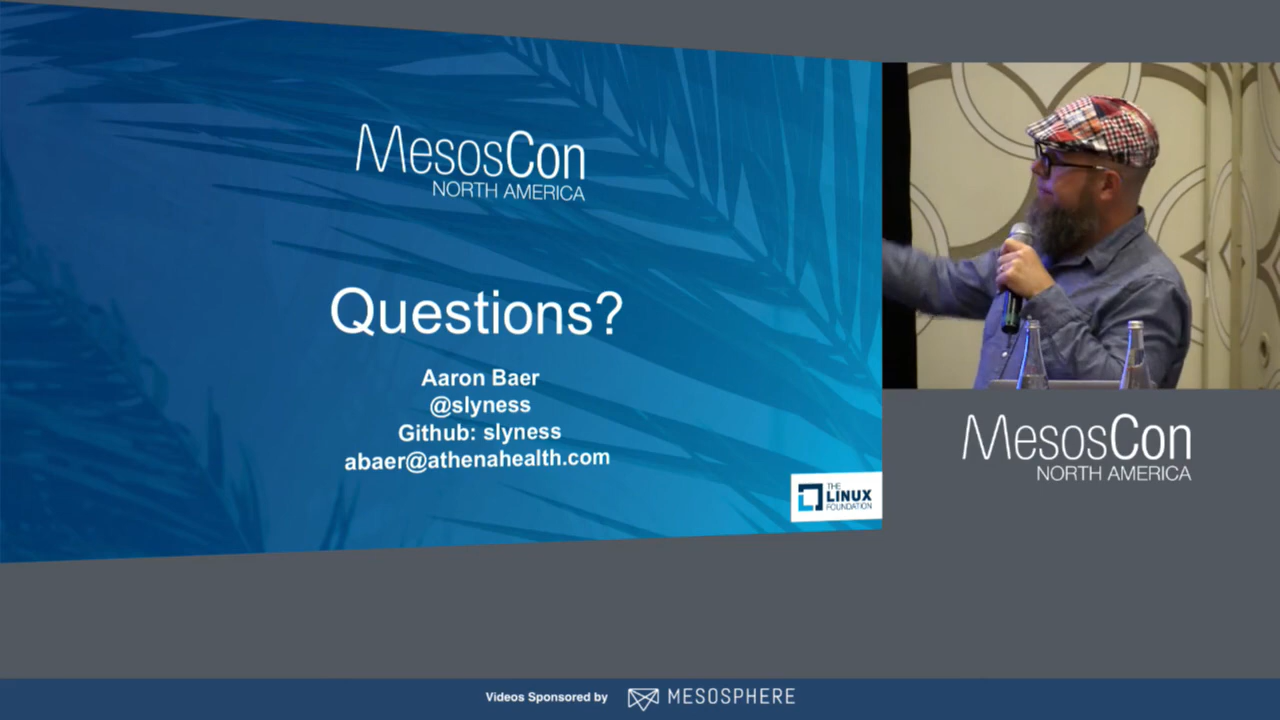 MesosCon
NORTH AMERICA
Questions?
Aaron Baer
@slyness
Github: slyness
abaer@athenahealth.com
THE
LINUX
FOUNDATION
MesosCon
NORTH AMERICA
Videos Sponsored by MESOSPHERE